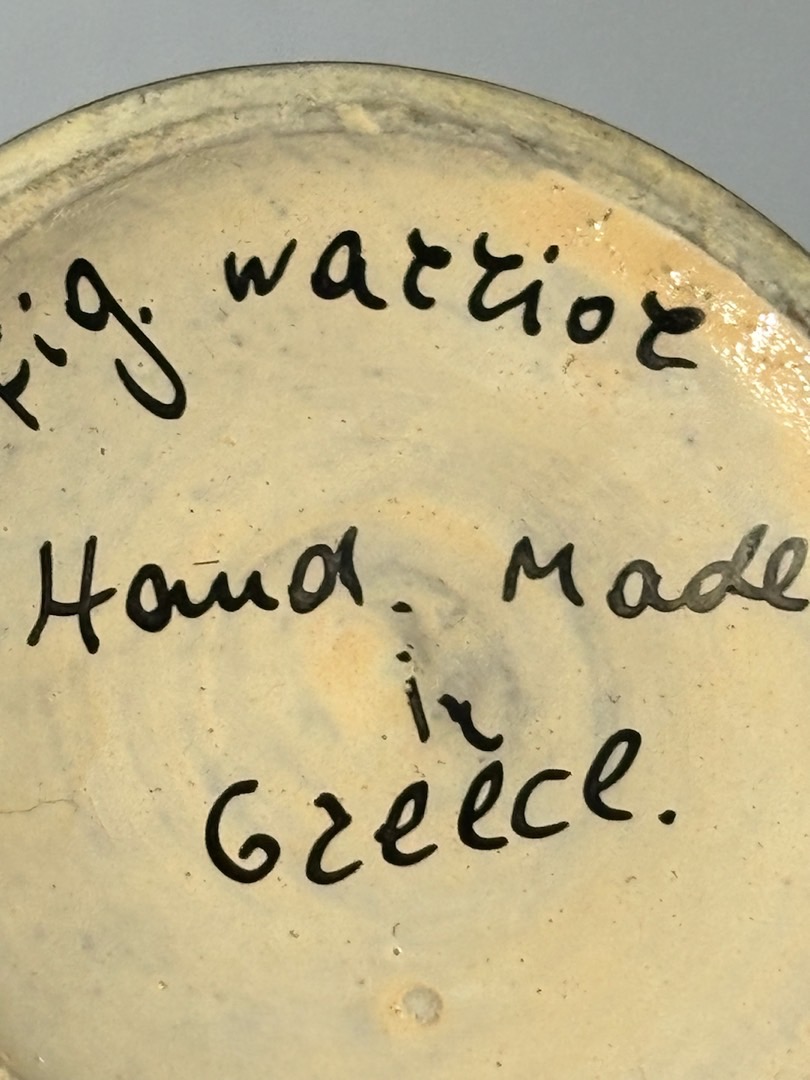 Fig. warrior
Hand. Made
in
Greece.